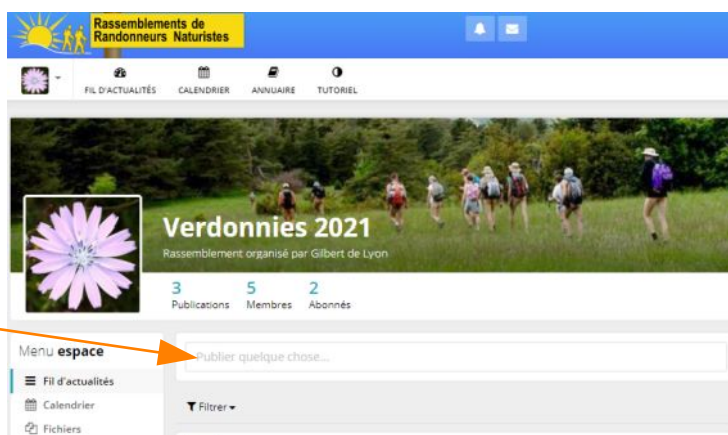 Rassemblements de
Randonneurs Naturistes
FIL D'ACTUALITÉS CALENDRIER ANNUAIRE TUTORIEL
Verdonnies 2021
Rassemblement organisé par Gilbert de Lyon
3 5 2
Publications Membres Abonnés
Menu espace
Publier quelque chose...
Fil d'actualités
Calendrier
Filtrer
Fichiers